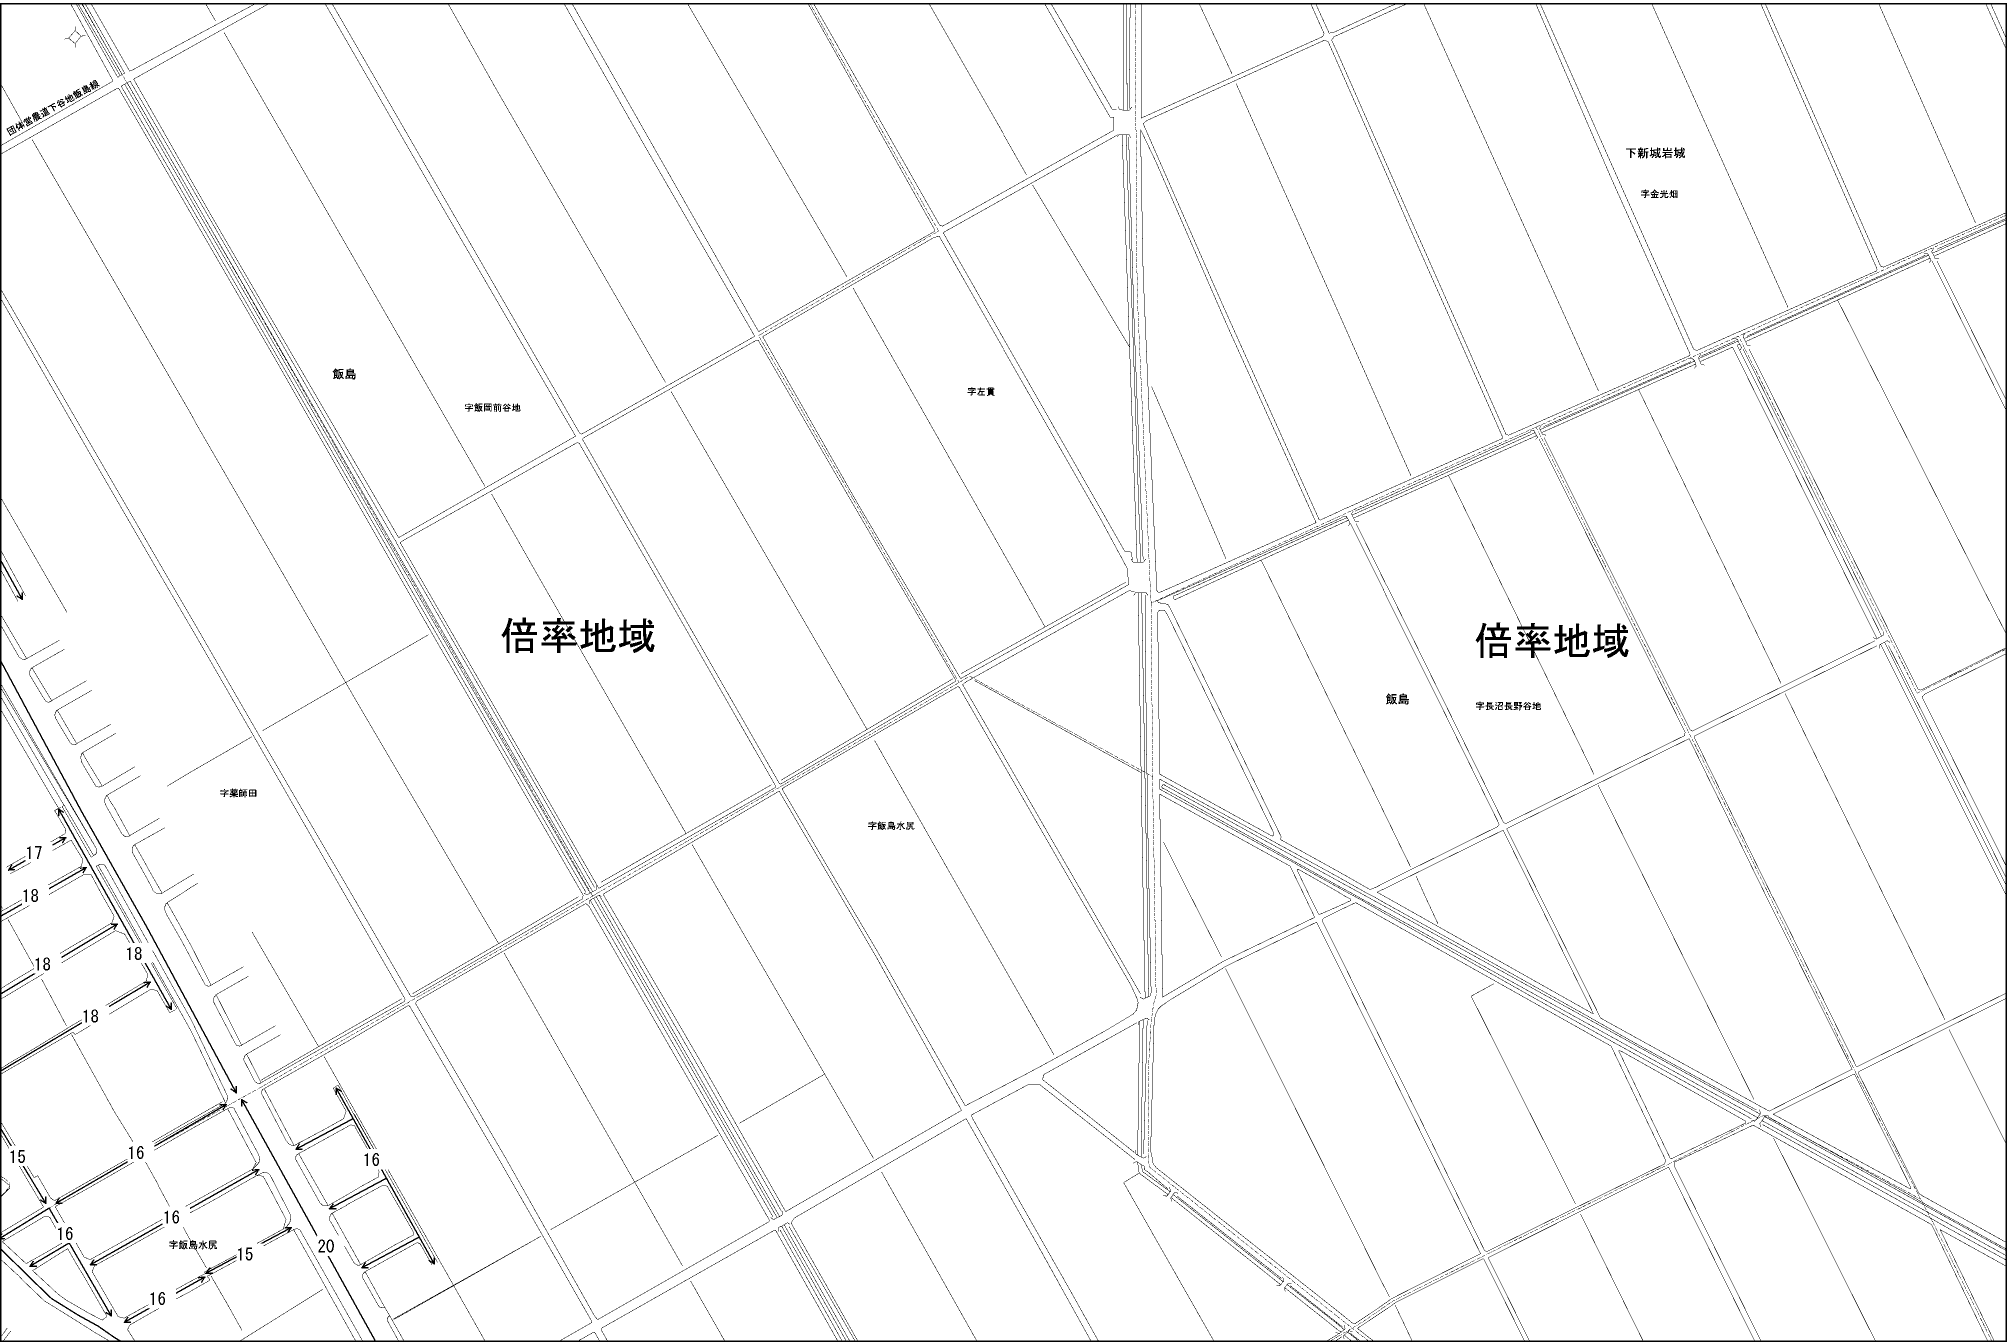 団体営農道下谷地飯島線
下新城岩城
字金光畑
飯島
字飯岡前谷地
字左貫
倍率地域
倍率地域
飯島
字長沼長野谷地
字薬師田
字飯島水尻
17
18
18
18
18
15
16
16
16
16
字飯島水尻
15
20
16